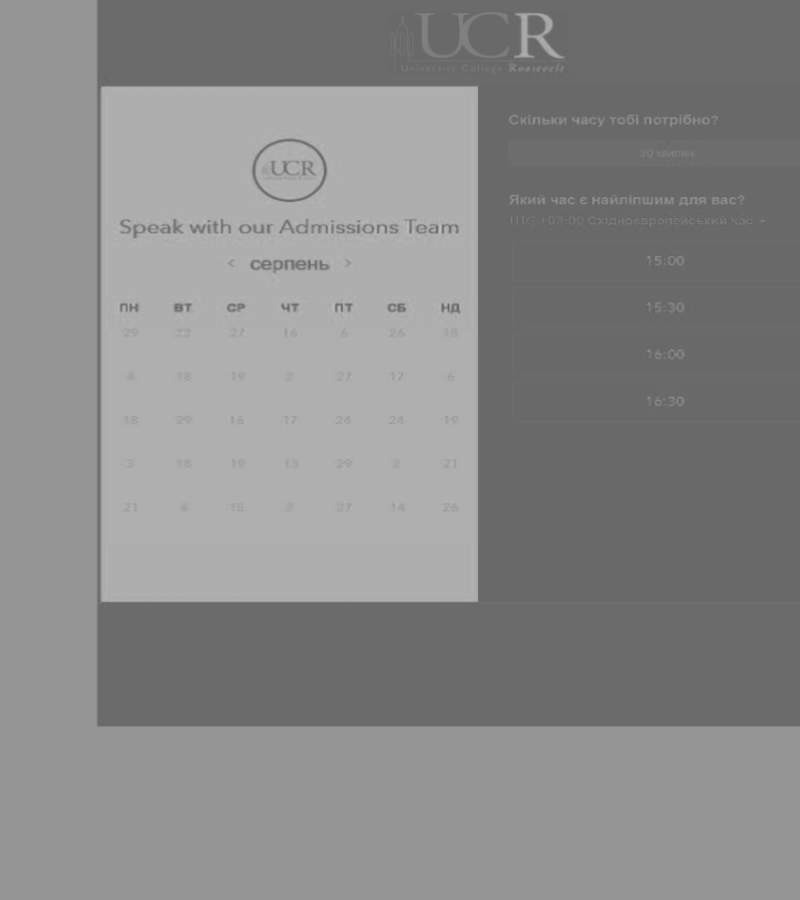 UCR
University College Roosevelt
UCR
Speak with our Admissions Team
< серпень >
ПН ВТ СР ЧТ ПТ СБ НД
29 23 27 16 6 26 18
8 18 19 2 27 17 6
18 29 16 17 24 24 19
3 18 19 13 29 2 21
21 8 15 2 27 14 26
Скільки часу тобі потрібно?
30 хвилин
Який час є найліпшим для вас?
UTC +03:00 Східноєвропейський час
15:00
15:30
16:00
16:30